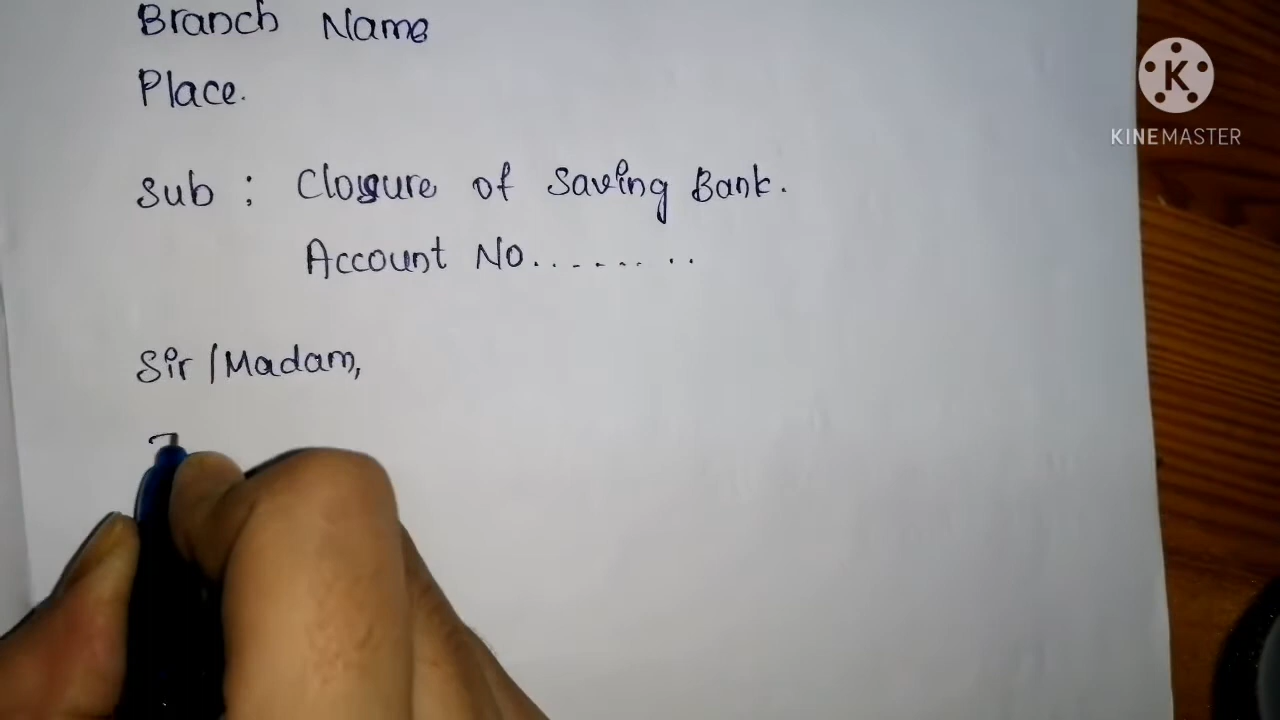 Branch Name
Place.
Sub : Closure of Saving Bank.
Account No.........
Sir/Madam,
K
KINEMASTER